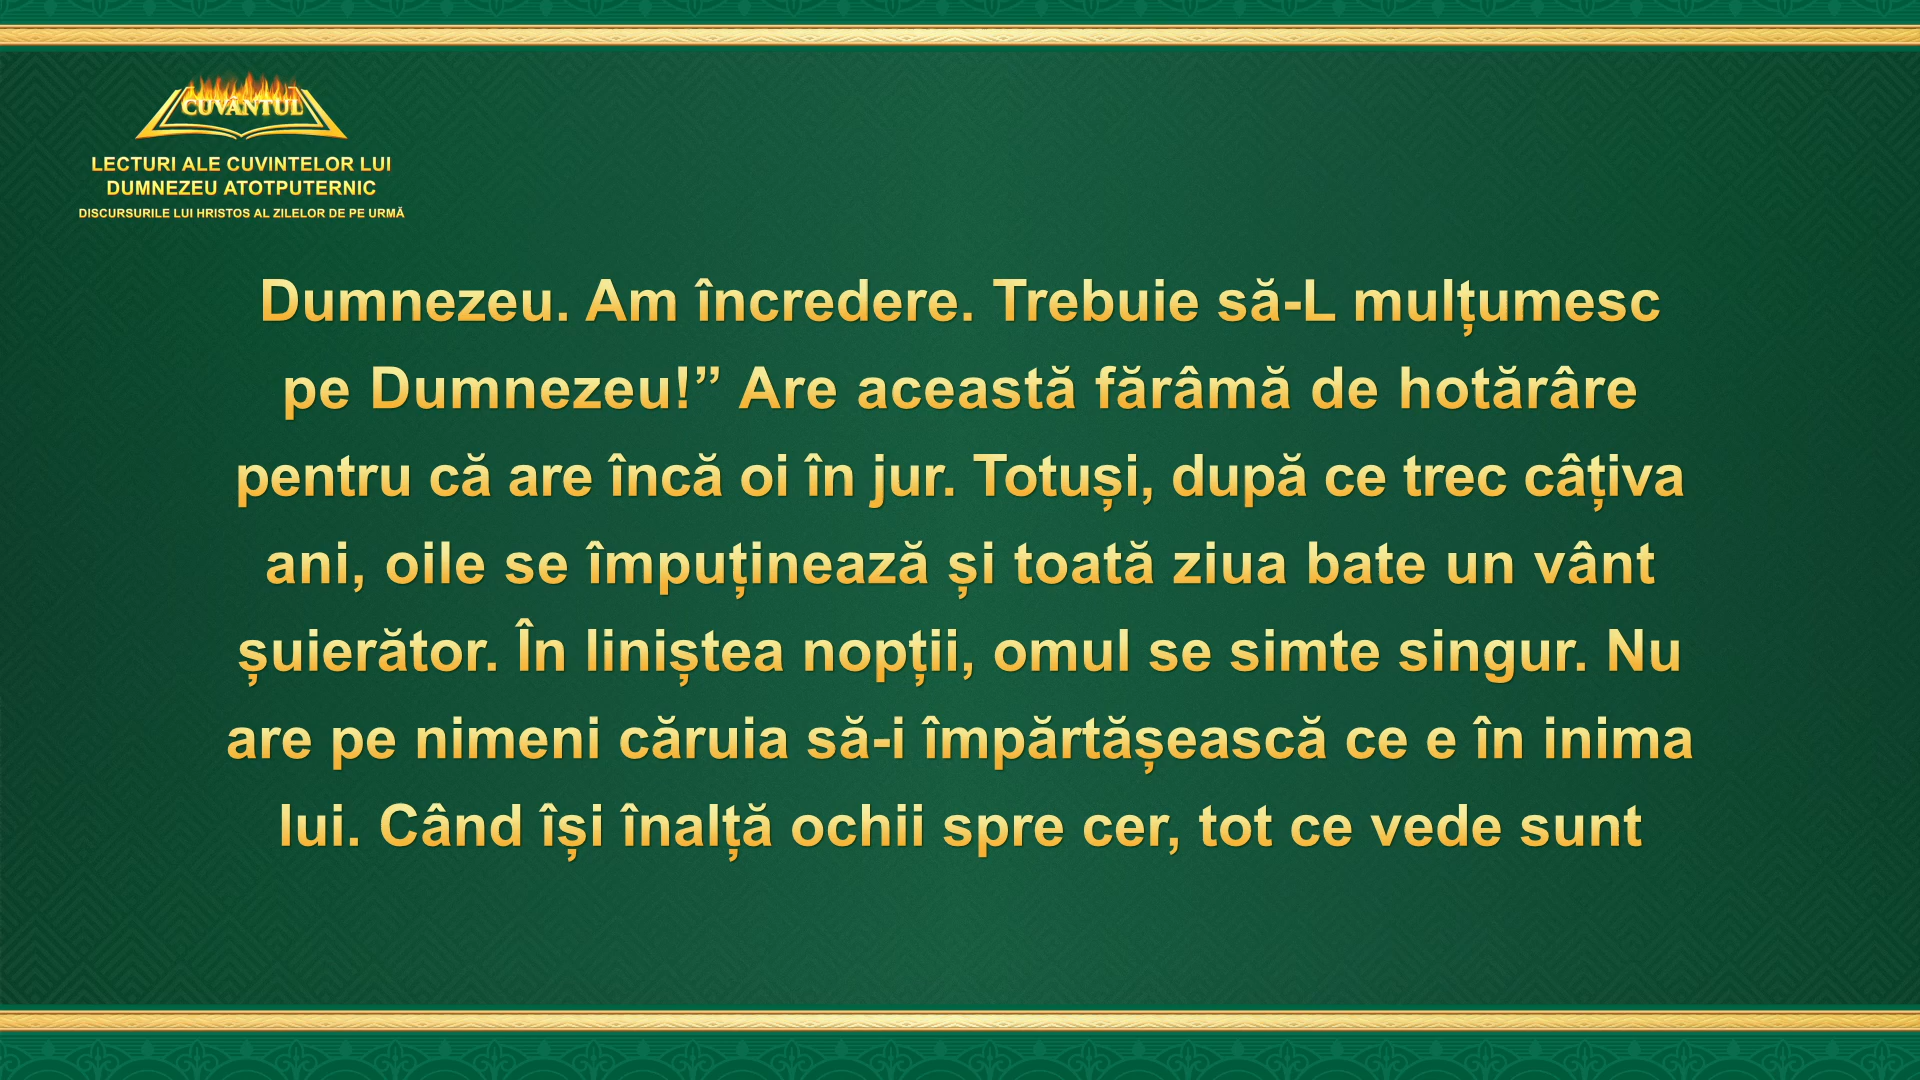 CUVÂNTUL
LECTURI ALE CUVINTELOR LUI
DUMNEZEU ATOTPUTERNIC
DISCURSURILE LUI HRISTOS AL ZILELOR DE PE URMĂ
Dumnezeu. Am încredere. Trebuie să-L mulțumesc
pe Dumnezeu!” Are această fărâmă de hotărâre
pentru că are încă oi în jur. Totuși, după ce trec câțiva
ani, oile se împuținează și toată ziua bate un vânt
șuierător. În liniștea nopții, omul se simte singur. Nu
are pe nimeni căruia să-i împărtășească ce e în inima
lui. Când își înalță ochii spre cer, tot ce vede sunt